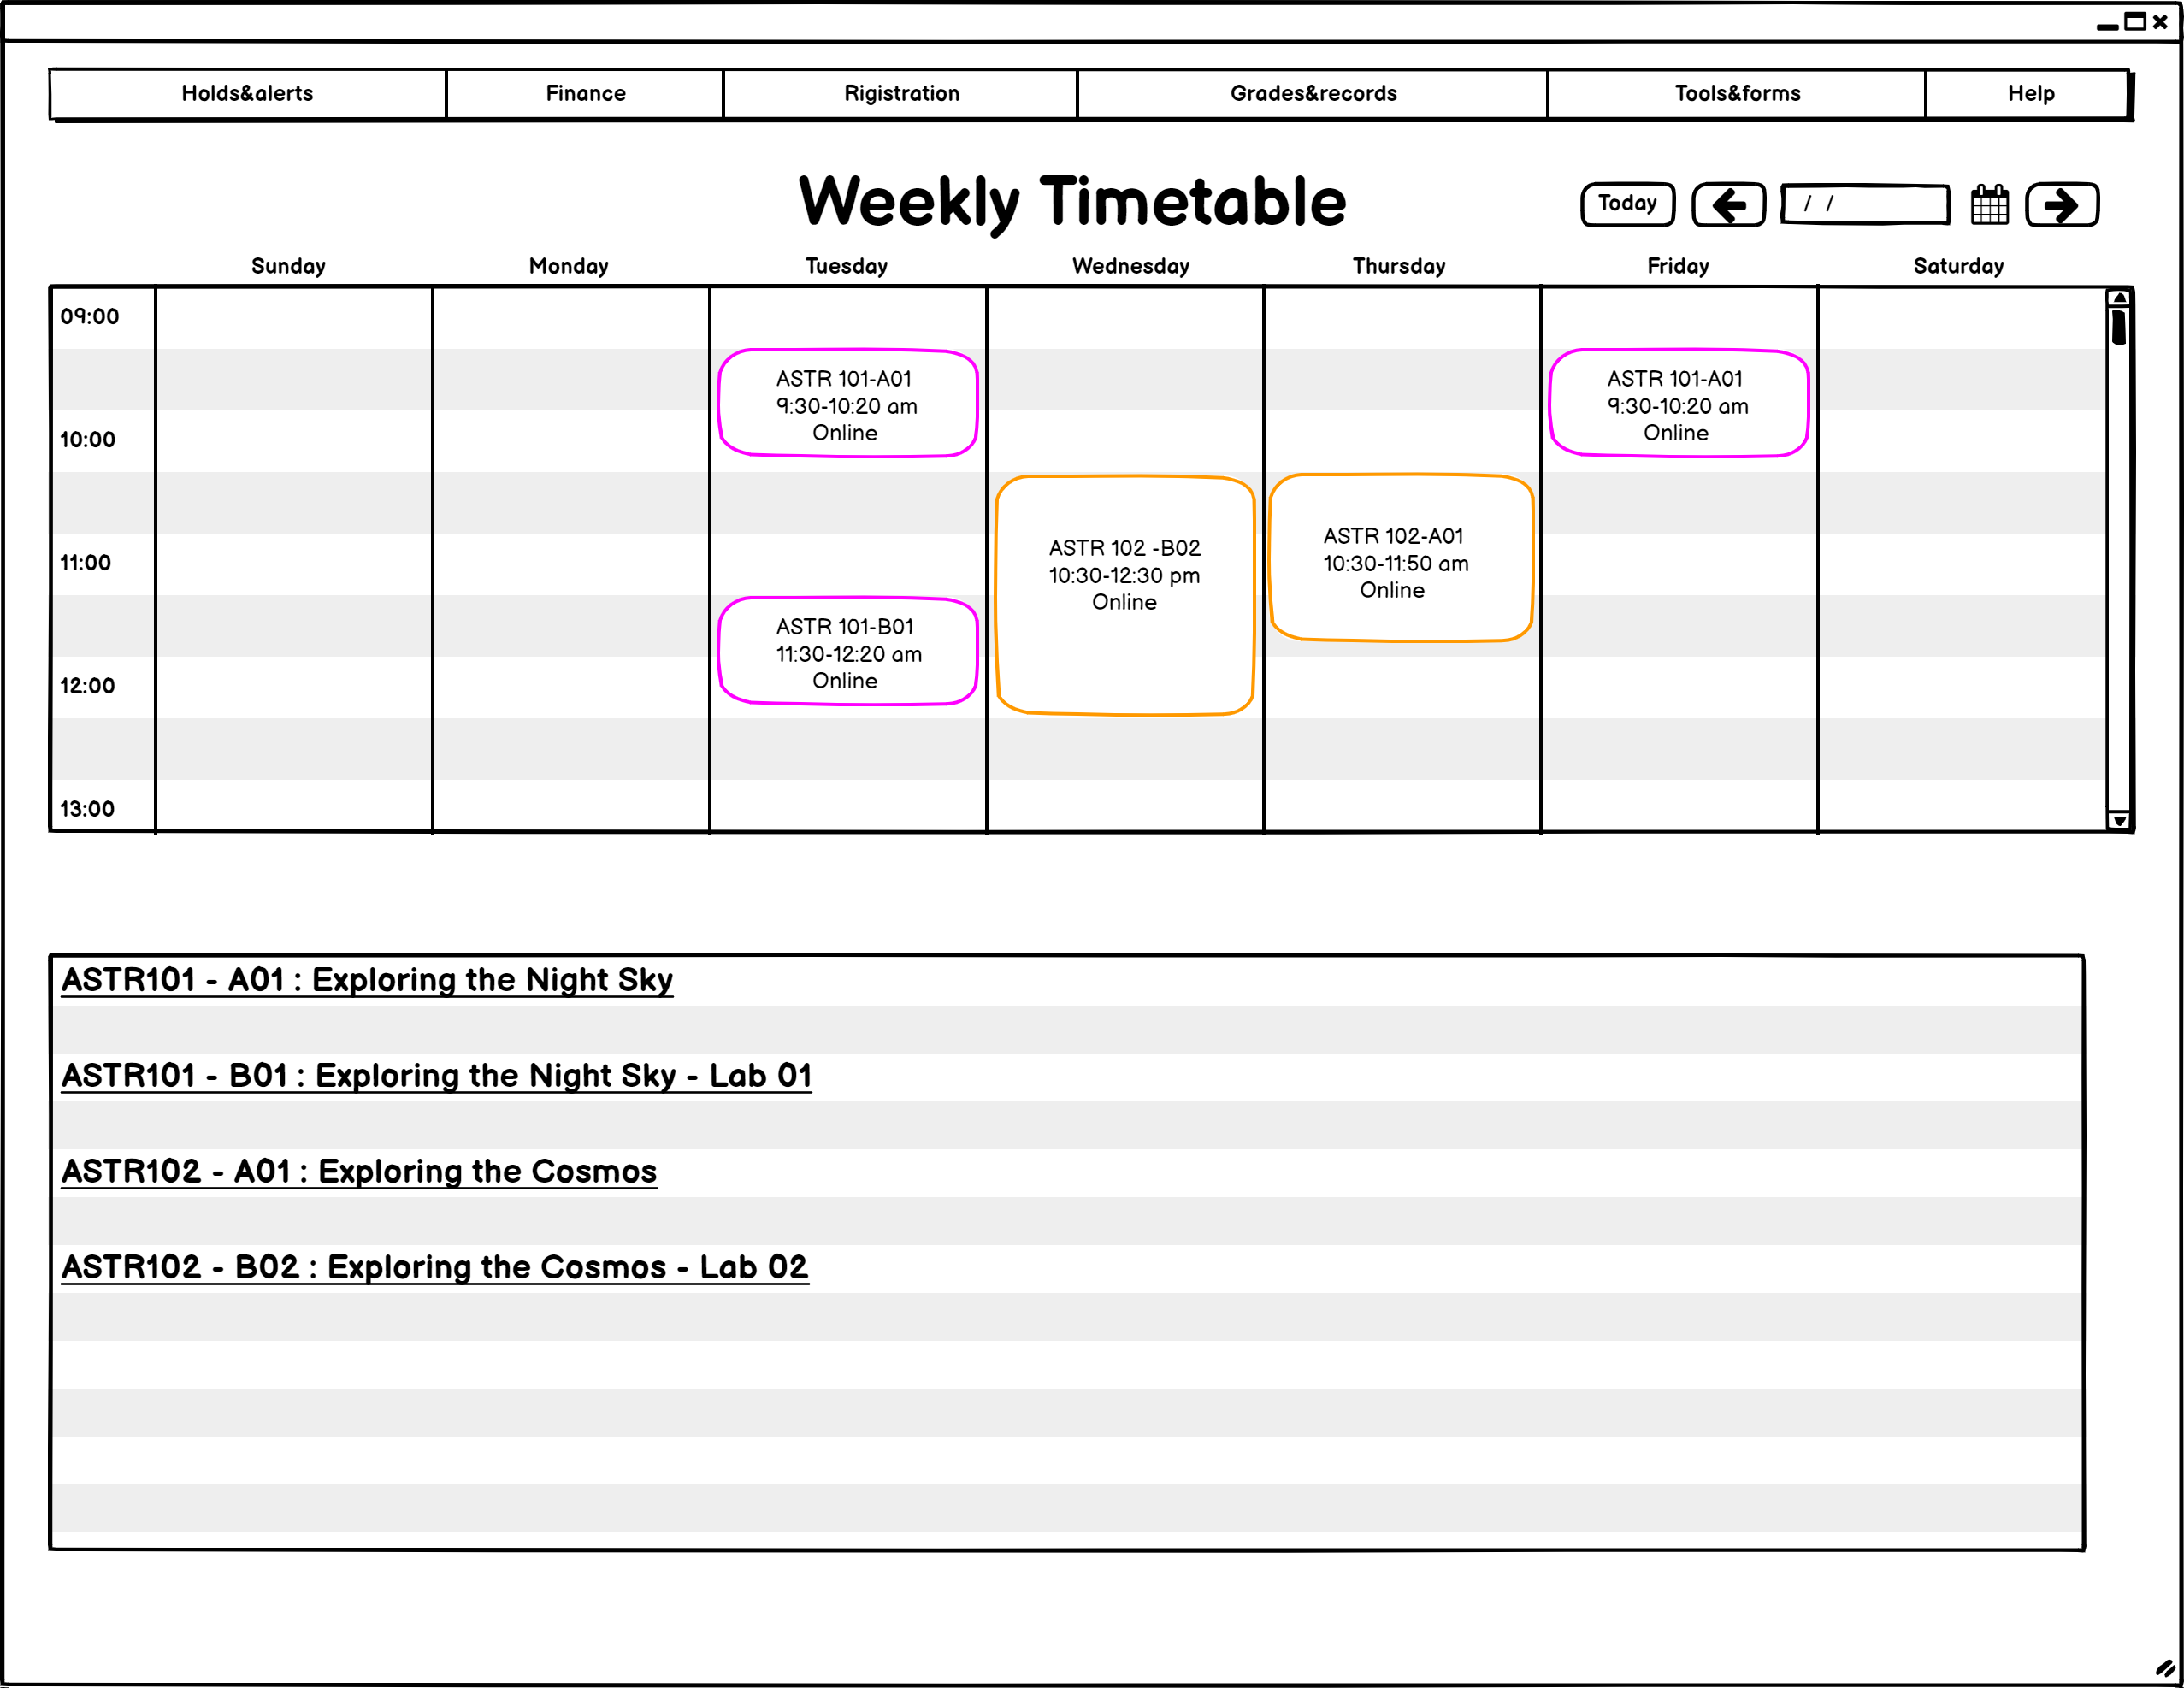 Holds&alerts Finance Rigistration Grades&records Tools&forms Help
Weekly Timetable
Today / /
Sunday Monday Tuesday Wednesday Thursday Friday Saturday
09:00
ASTR 101-A01
9:30-10:20 am
Online
ASTR 101-A01
9:30-10:20 am
Online
10:00
ASTR 102 -B02
10:30-12:30 pm
Online
ASTR 102-A01
10:30-11:50 am
Online
11:00
ASTR 101-B01
11:30-12:20 am
Online
12:00
13:00
ASTR101 - A01 : Exploring the Night Sky
ASTR101 - B01 : Exploring the Night Sky - Lab 01
ASTR102 - A01 : Exploring the Cosmos
ASTR102 - B02 : Exploring the Cosmos - Lab 02